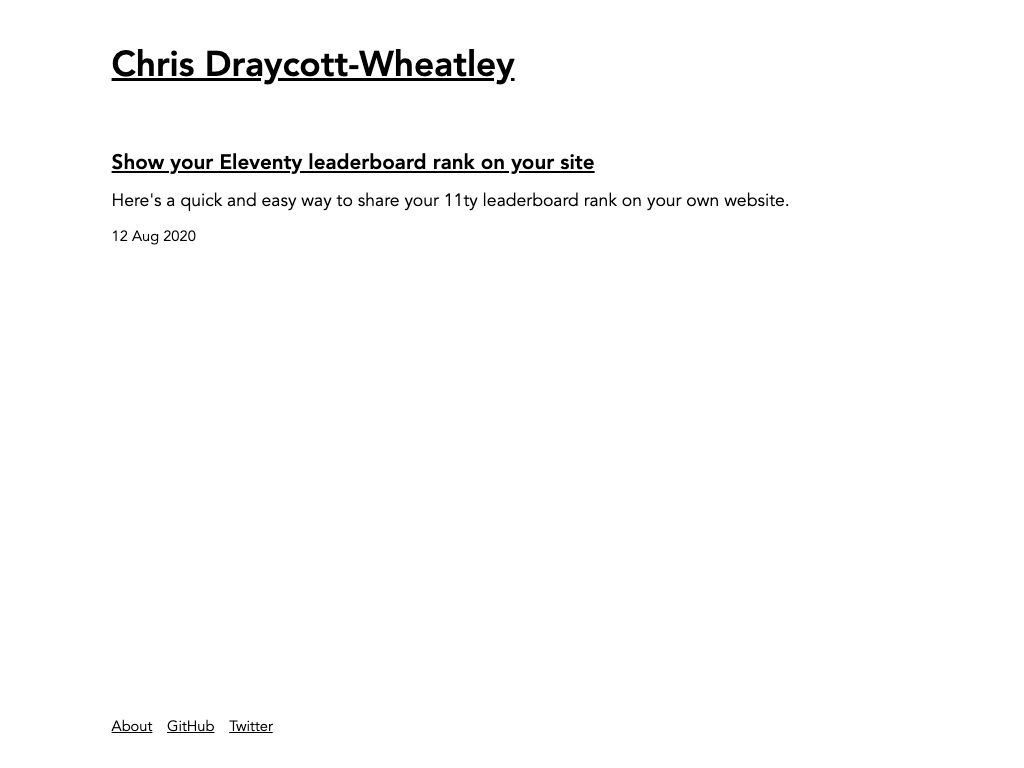 Chris Draycott-Wheatley
Show your Eleventy leaderboard rank on your site
Here's a quick and easy way to share your 11ty leaderboard rank on your own website.
12 Aug 2020
About GitHub Twitter